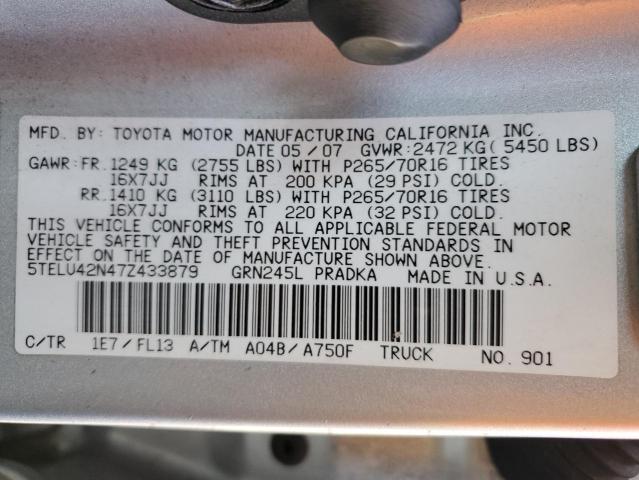 MFD. BY: TOYOTA MOTOR MANUFACTURING CALIFORNIA INC.
DATE 05 / 07 GVWR: 2472 KG ( 5450 LBS)
GAWR: FR. 1249 KG (2755 LBS) WITH P265/70R16 TIRES
16X7JJ RIMS AT 200 KPA (29 PSI) COLD.
RR. 1410 KG (3110 LBS) WITH P265/70R16 TIRES
16X7JJ RIMS AT 220 KPA (32 PSI) COLD.
THIS VEHICLE CONFORMS TO ALL APPLICABLE FEDERAL MOTOR
VEHICLE SAFETY AND THEFT PREVENTION STANDARDS IN
EFFECT ON THE DATE OF MANUFACTURE SHOWN ABOVE.
5TELU42N47Z433879 GRN245L PRADKA MADE IN U.S.A.
C/TR 1E7 / FL13 A/TM A04B / A750F TRUCK NO. 901